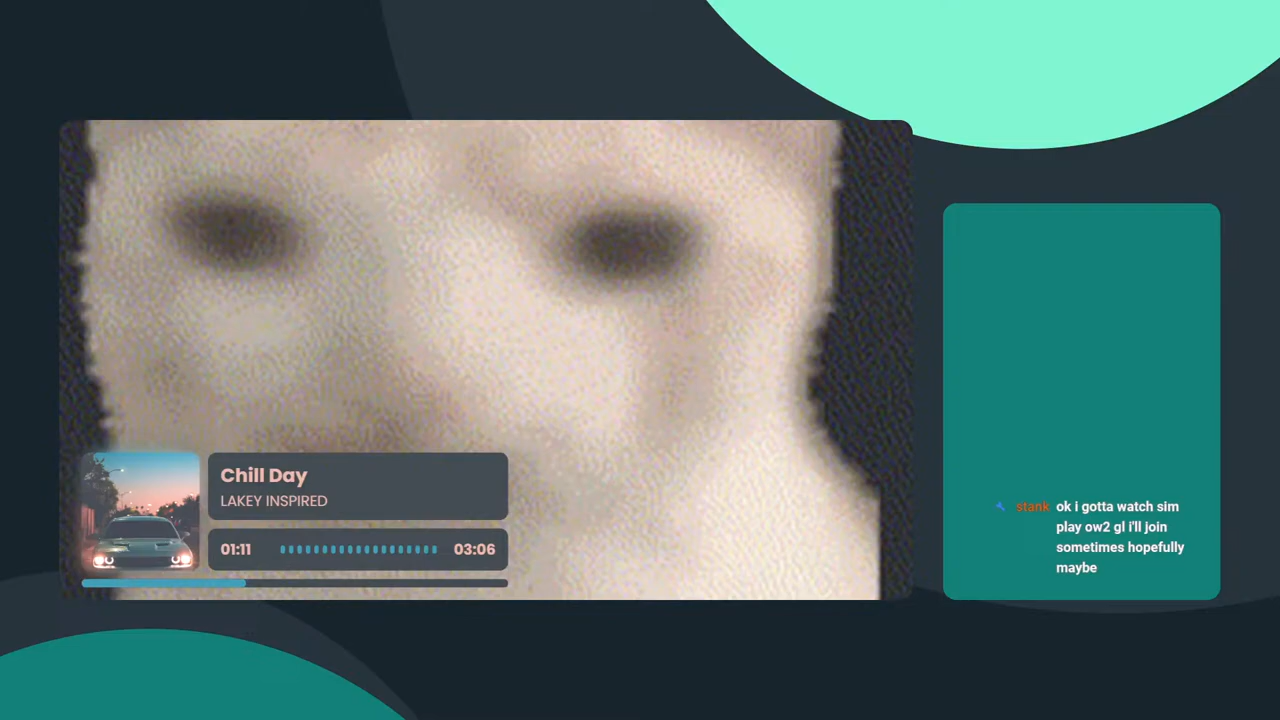 Chill Day
LAKEY INSPIRED
01:11 03:06
stank ok i gotta watch sim
play ow2 gl i'll join
sometimes hopefully
maybe